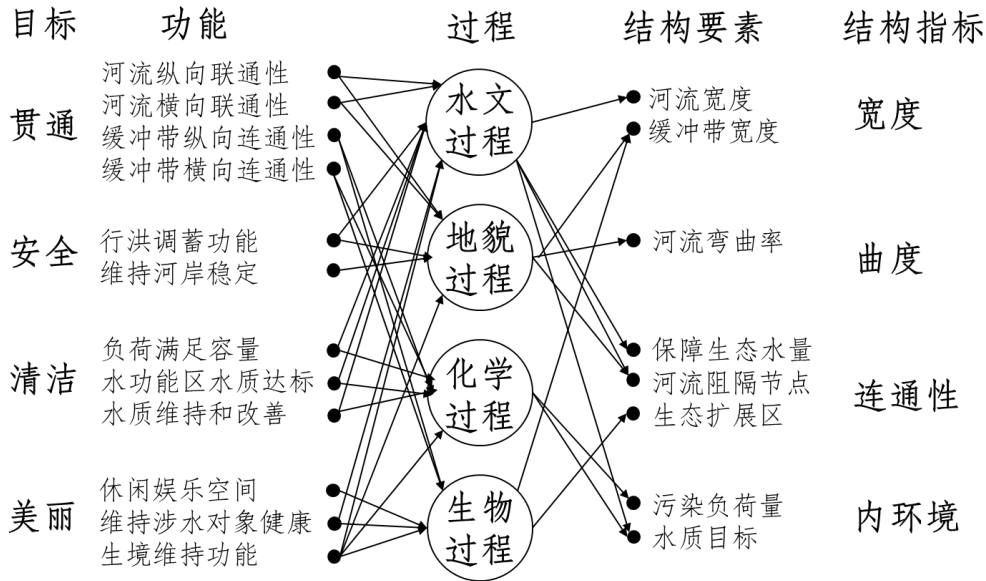 目标 功能 过程 结构要素 结构指标
贯通
河流纵向联通性
河流横向联通性
缓冲带纵向连通性
缓冲带横向连通性
安全
行洪调蓄功能
维持河岸稳定
清洁
负荷满足容量
水功能区水质达标
水质维持和改善
美丽
休闲娱乐空间
维持涉水对象健康
生境维持功能
水文
过程
地貌
过程
化学
过程
生物
过程
河流宽度
缓冲带宽度
河流弯曲率
保障生态水量
河流阻隔节点
生态扩展区
污染负荷量
水质目标
宽度
曲度
连通性
内环境